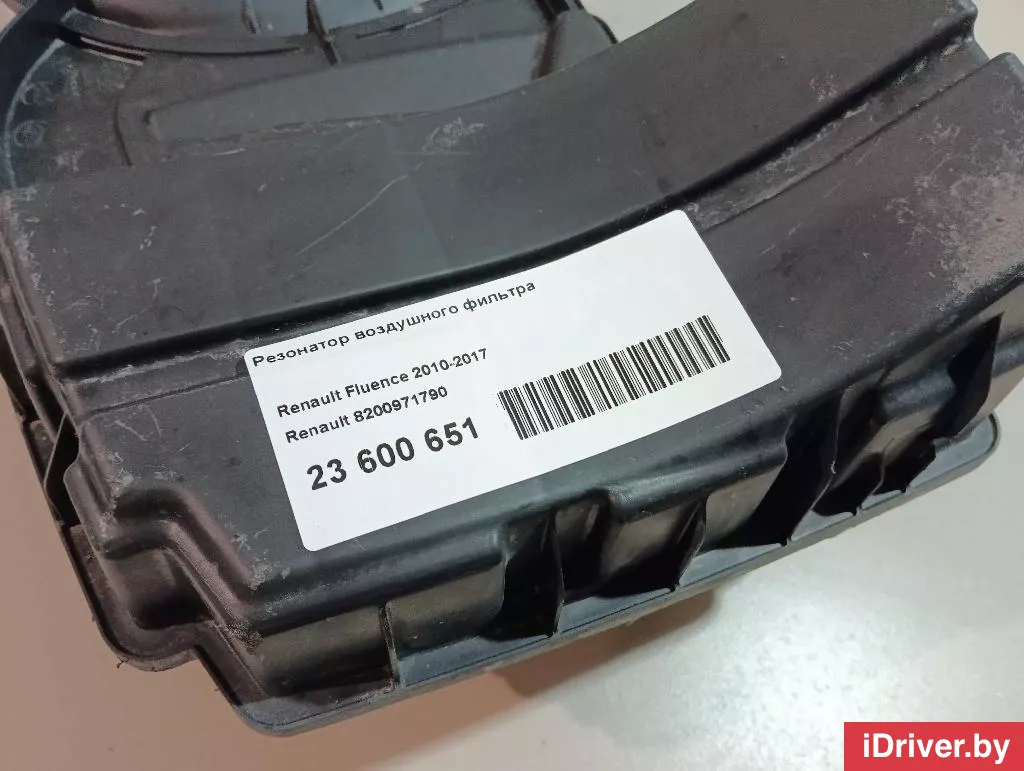 Резонатор воздушного фильтра
Renault Fluence 2010-2017
Renault 8200971790
23 600 651
iDriver.by